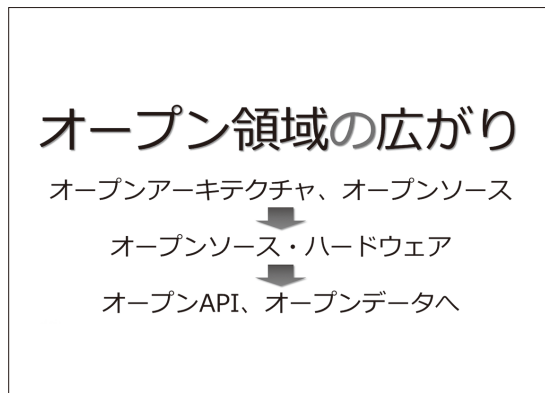 オープン領域の広がり
オープンアーキテクチャ、オープンソース
オープンソース・ハードウェア
オープンAPI、オープンデータへ